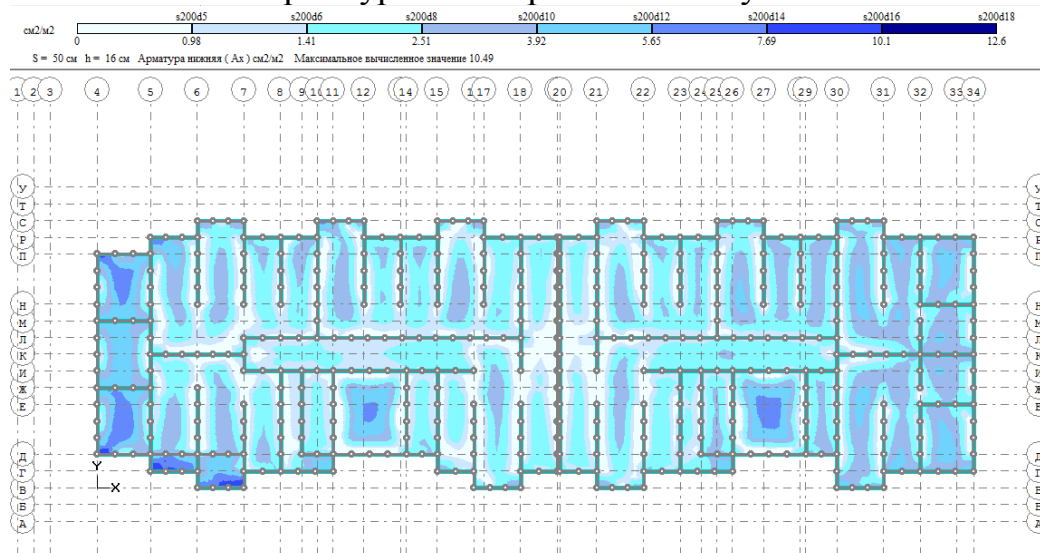 s200d5 s200d6 s200d8 s200d10 s200d12 s200d14 s200d16 s200d18
см2/м2
0 0.98 1.41 2.51 3.92 5.65 7.69 10.1 12.6
S = 50 см h = 16 см Арматура нижняя ( Ax ) см2/м2 Максимальное вычисленное значение 10.49
1 2 3 4 5 6 7 8 9 11 12 14 15 17 18 20 21 22 23 26 27 29 30 31 32 33 34
У
Т
С
Р
П
Н
М
Л
К
И
Ж
Е
Д
Г
В
Б
А
Y
X